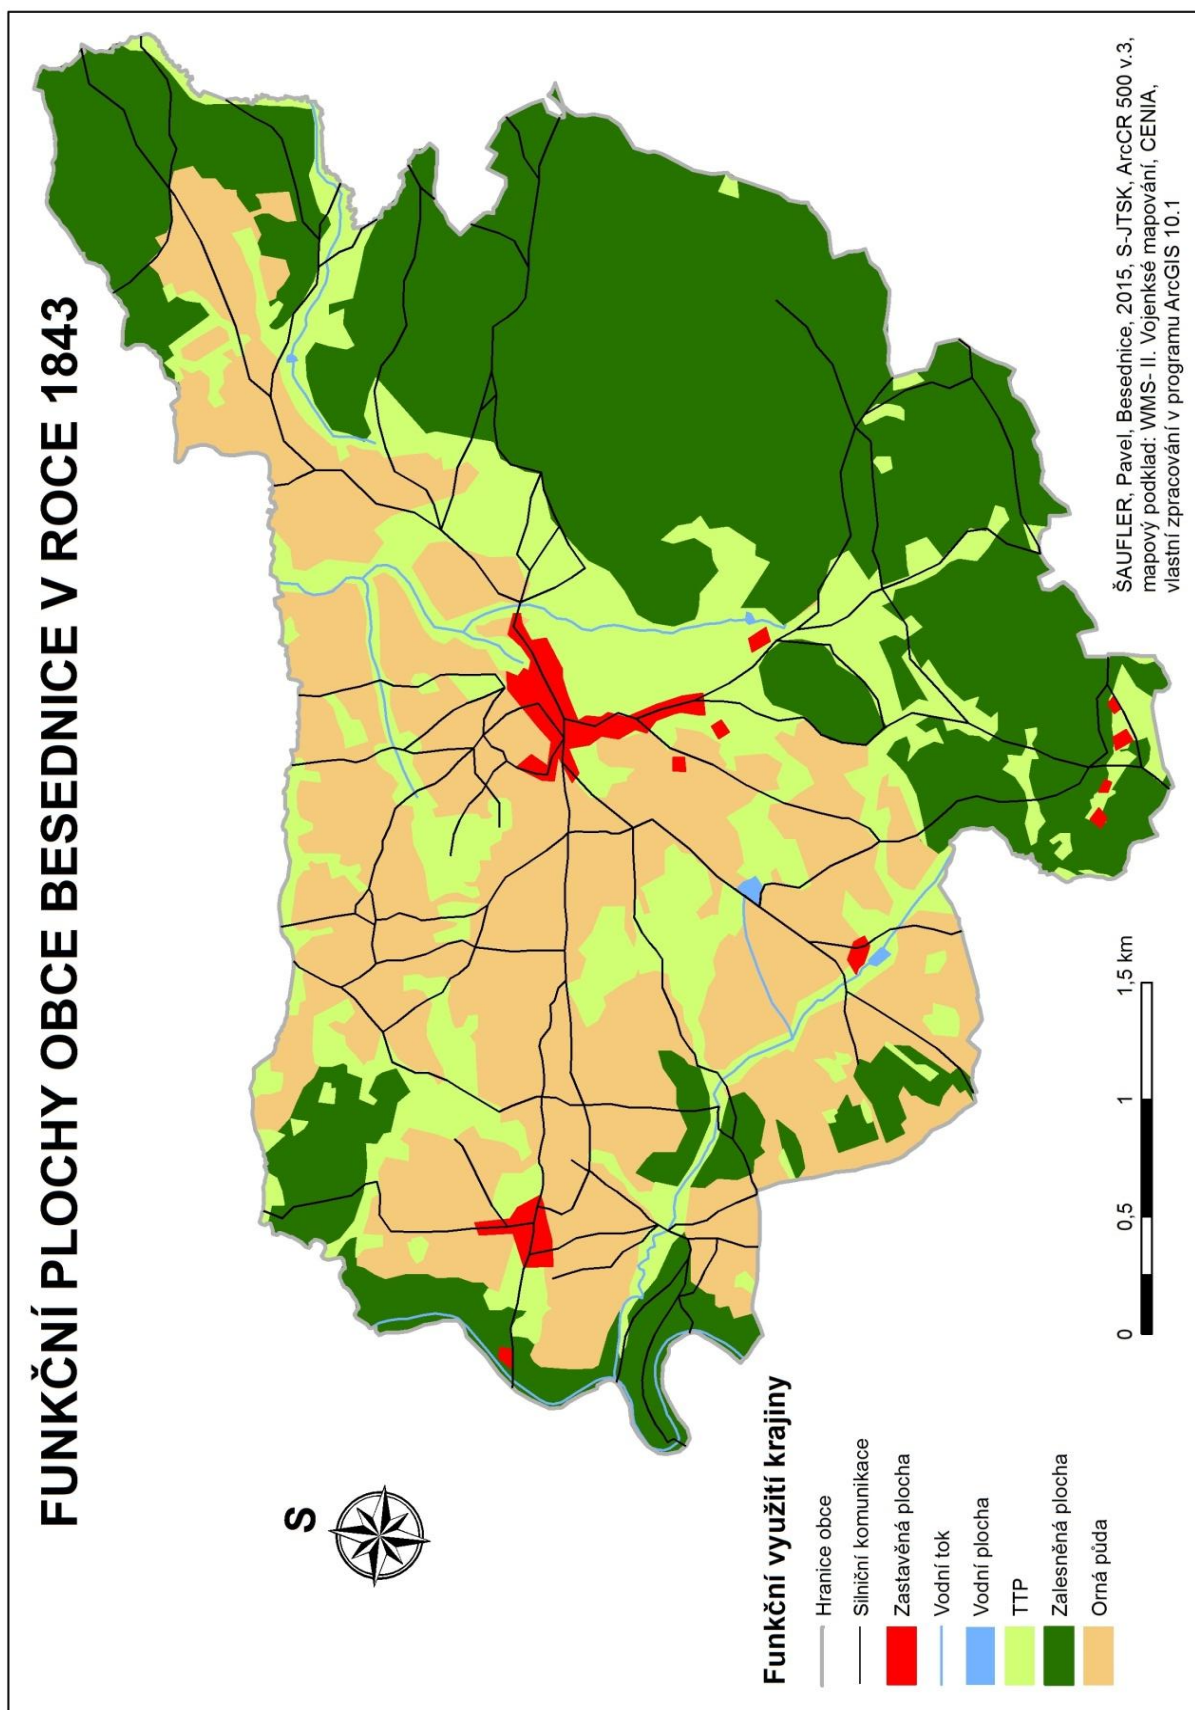 FUNKČNÍ PLOCHY OBCE BESEDNICE V ROCE 1843
S
Funkční využití krajiny
Hranice obce
Silniční komunikace
Zastavěná plocha
Vodní tok
Vodní plocha
TTP
Zalesněná plocha
Orná půda
0 0,5 1 1,5 km
ŠAUFLER, Pavel, Besednice, 2015, S-JTSK, ArcCR 500 v.3,
mapový podklad: WMS- II. Vojenksé mapování, CENIA,
vlastní zpracování v programu ArcGIS 10.1